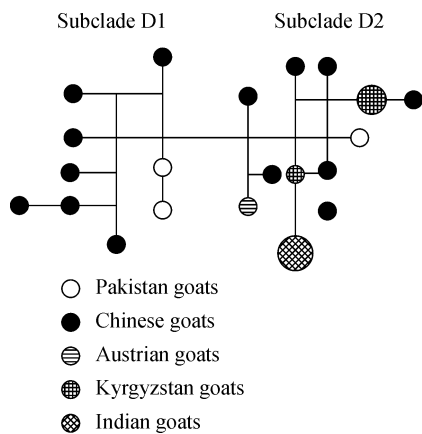 Subclade D1
Subclade D2
Pakistan goats
Chinese goats
Austrian goats
Kyrgyzstan goats
Indian goats